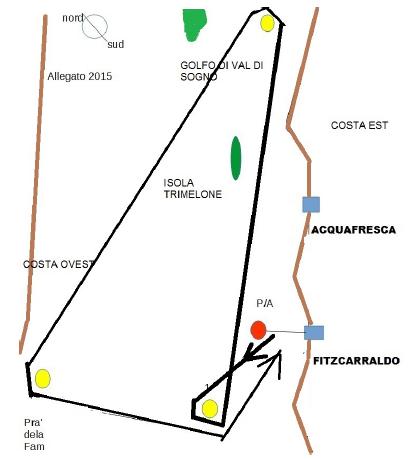 nord
sud
Allegato 2015
GOLFO DI VAL DI
SOGNO
COSTA EST
ISOLA
TRIMELONE
ACQUAFRESCA
COSTA OVEST
P/A
FITZCARRALDO
1
Pra'
dela
Fam